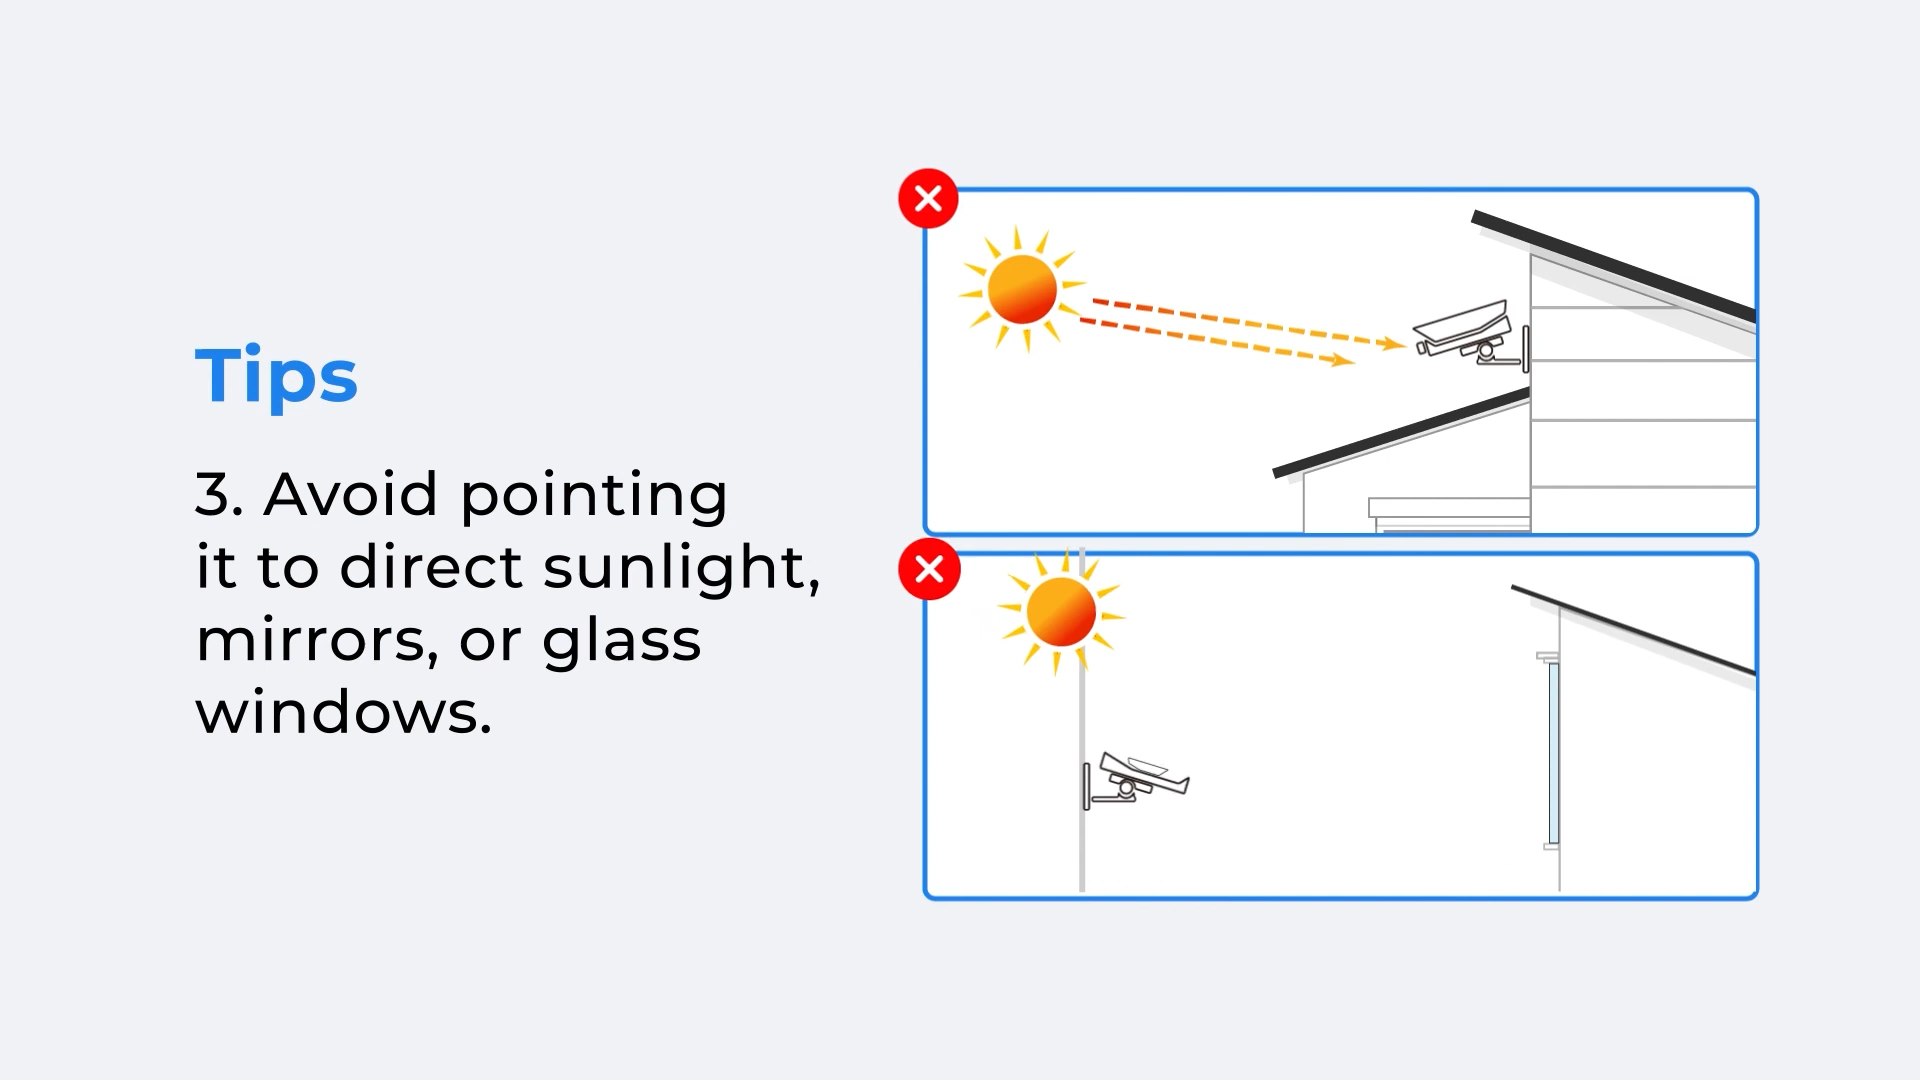 Tips
3. Avoid pointing
it to direct sunlight,
mirrors, or glass
windows.